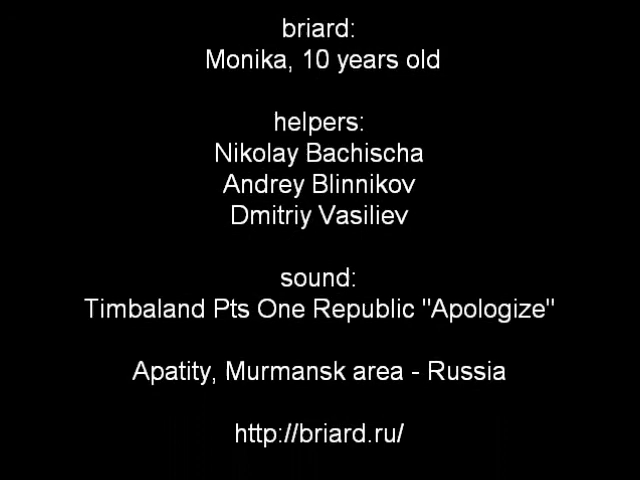 briard:
Monika, 10 years old
helpers:
Nikolay Bachischa
Andrey Blinnikov
Dmitriy Vasiliev
sound:
Timbaland Pts One Republic "Apologize"
Apatity, Murmansk area - Russia
http://briard.ru/